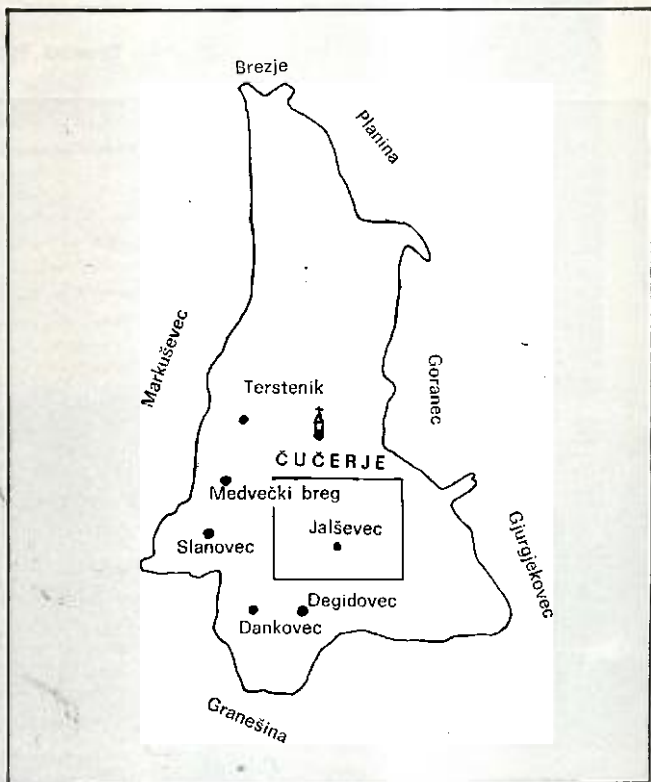 Brezje
Planina
Markuševec
Goranec
Terstenik
ČUČERJE
Medvečki breg
Jalševec
Slanovec
Gjurgjekovec
Degidovec
Dankovec
Granešina